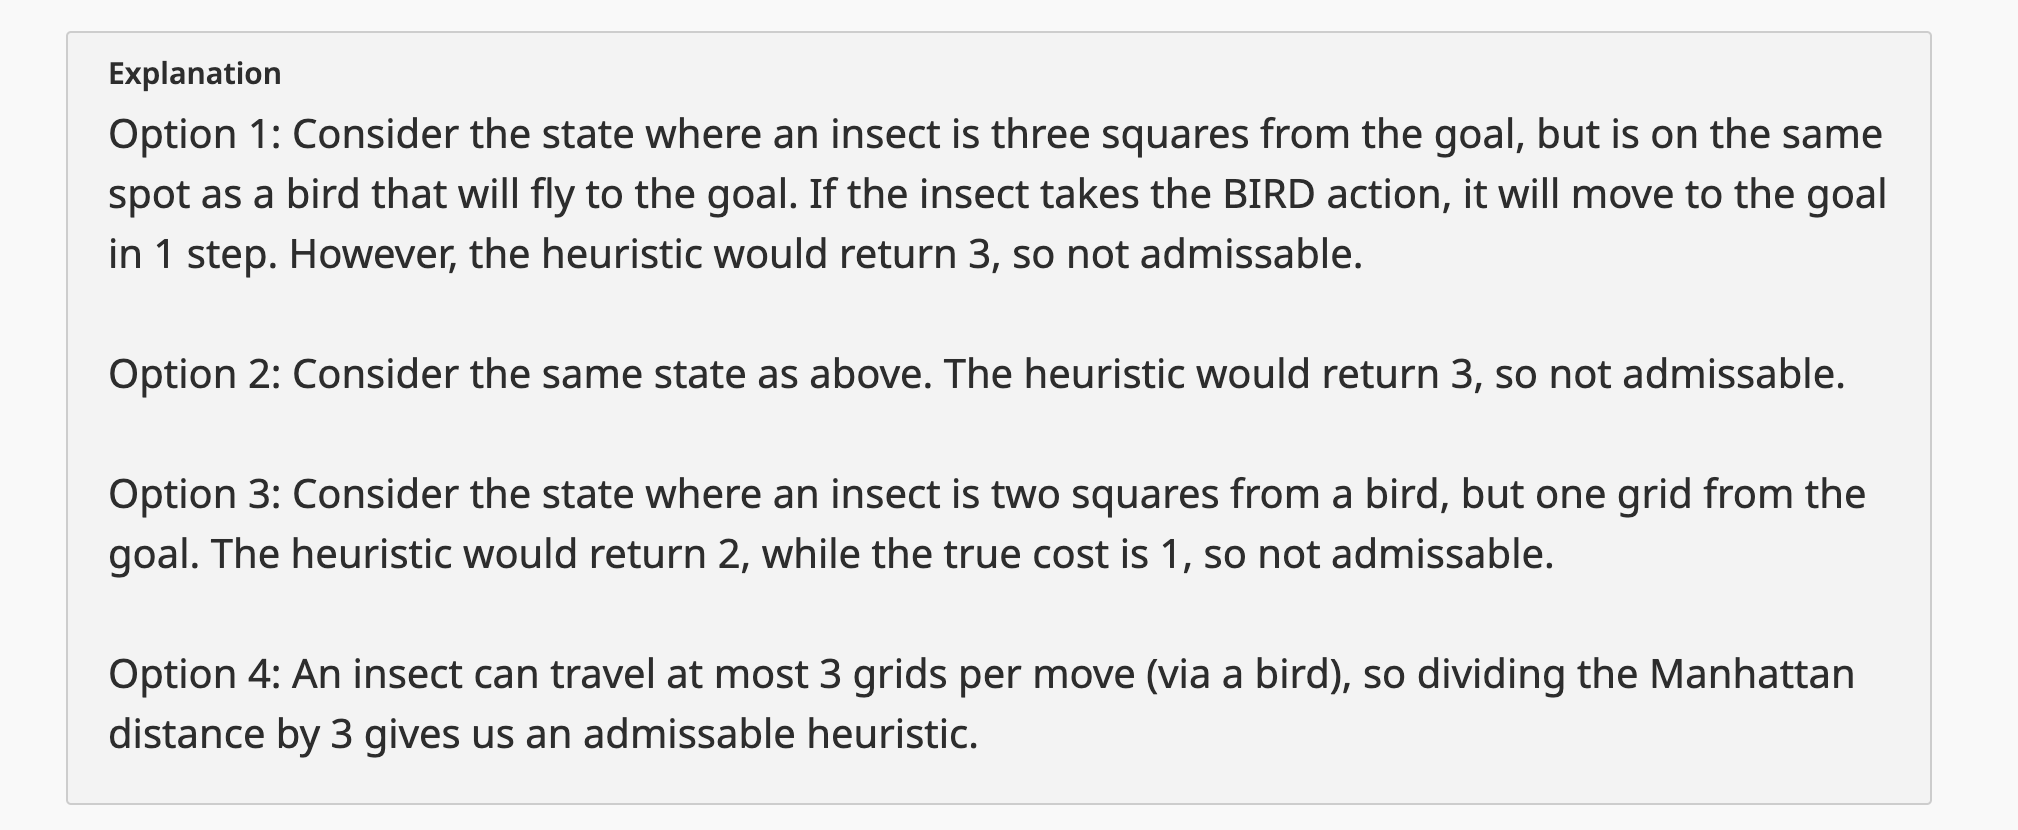 Explanation
Option 1: Consider the state where an insect is three squares from the goal, but is on the same
spot as a bird that will fly to the goal. If the insect takes the BIRD action, it will move to the goal
in 1 step. However, the heuristic would return 3, so not admissable.
Option 2: Consider the same state as above. The heuristic would return 3, so not admissable.
Option 3: Consider the state where an insect is two squares from a bird, but one grid from the
goal. The heuristic would return 2, while the true cost is 1, so not admissable.
Option 4: An insect can travel at most 3 grids per move (via a bird), so dividing the Manhattan
distance by 3 gives us an admissable heuristic.